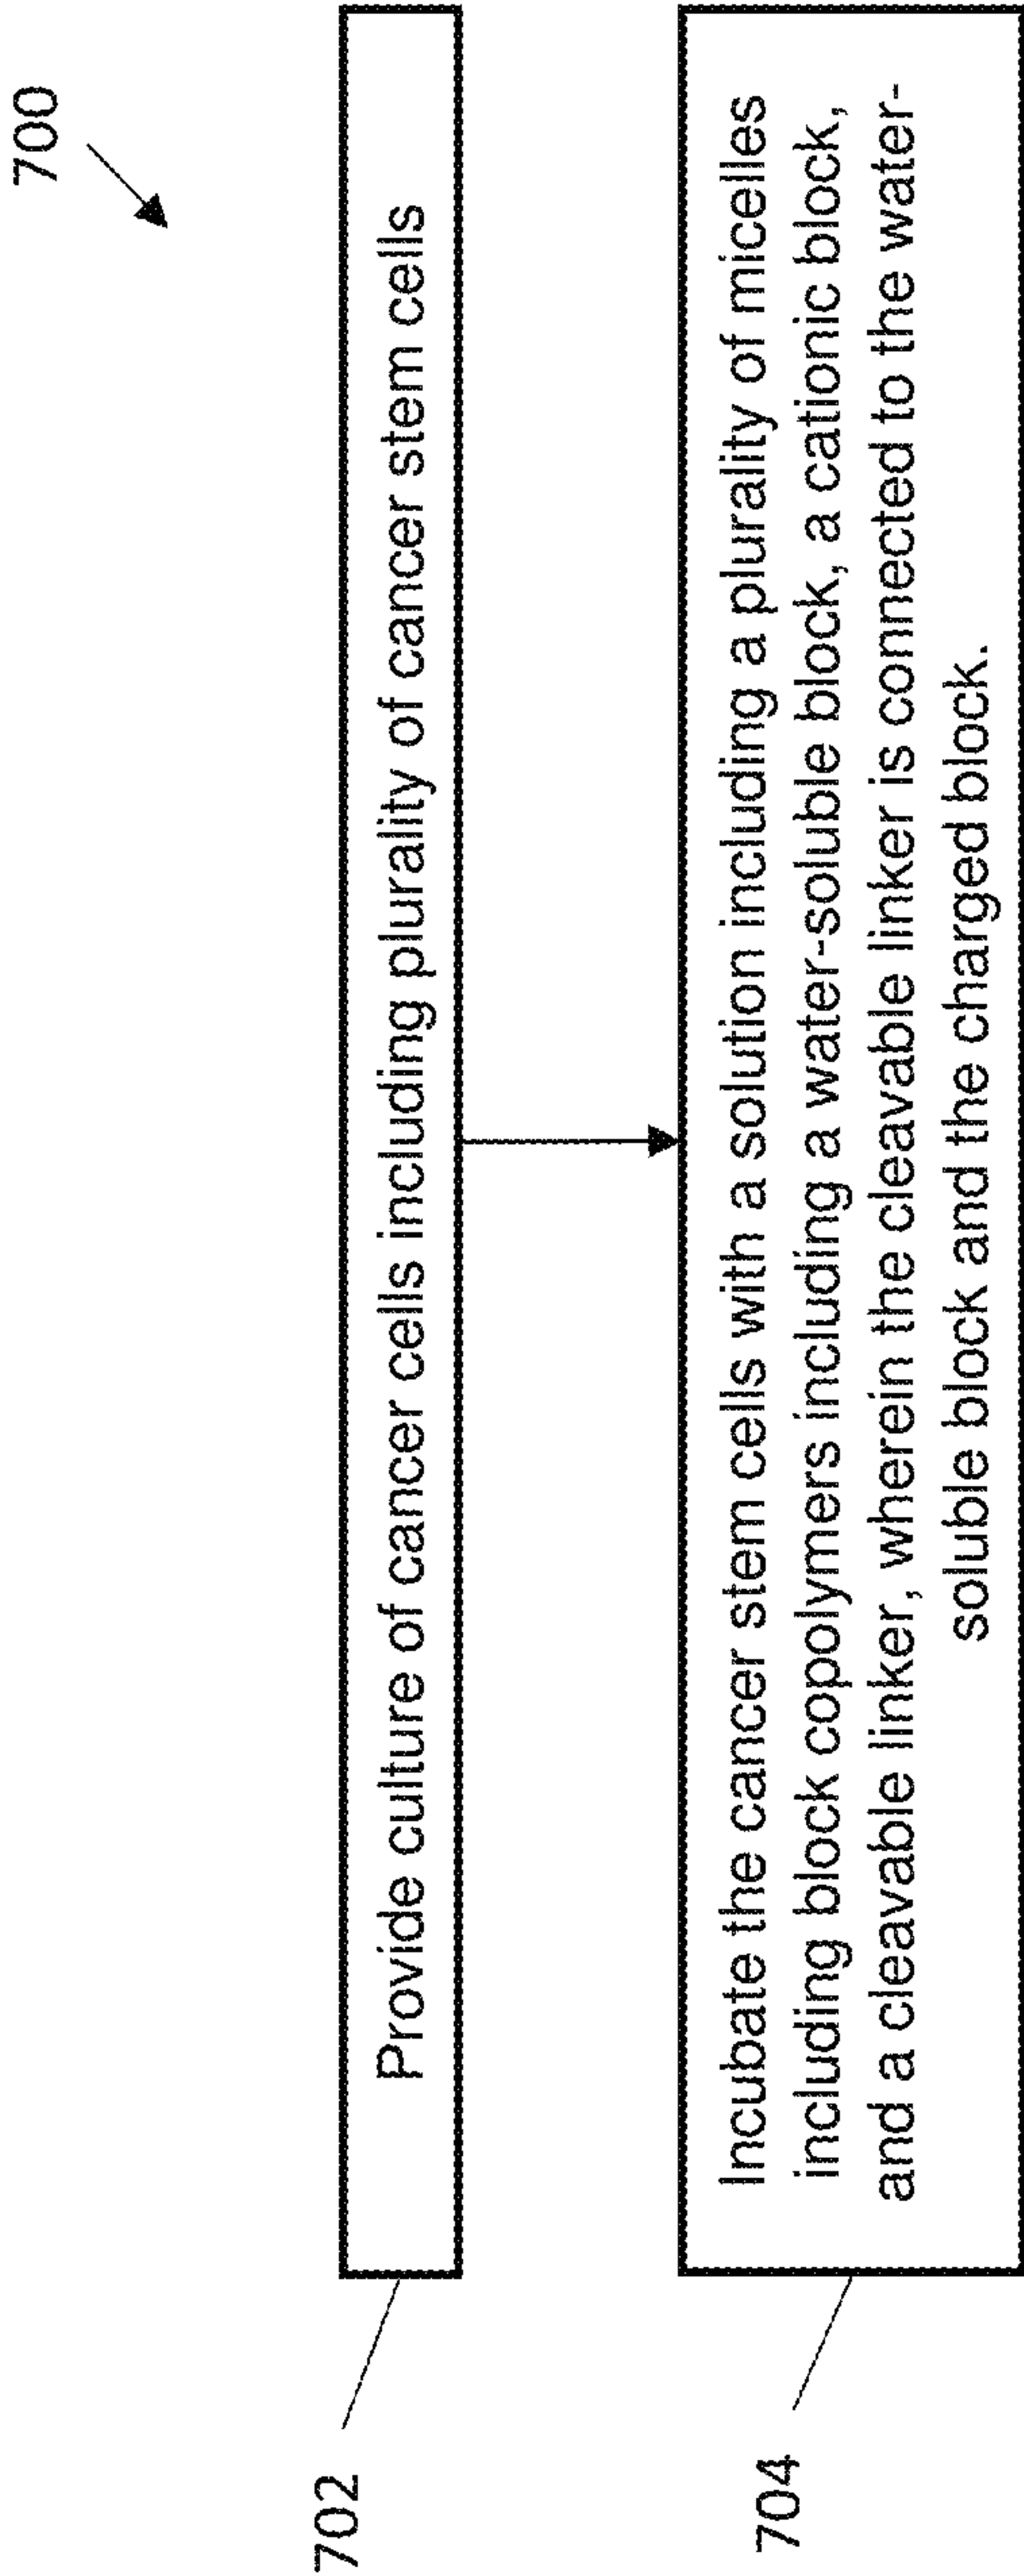 700
702
Provide culture of cancer cells including plurality of cancer stem cells
704
Incubate the cancer stem cells with a solution including a plurality of micelles
including block copolymers including a water-soluble block, a cationic block,
and a cleavable linker, wherein the cleavable linker is connected to the water-
soluble block and the charged block.